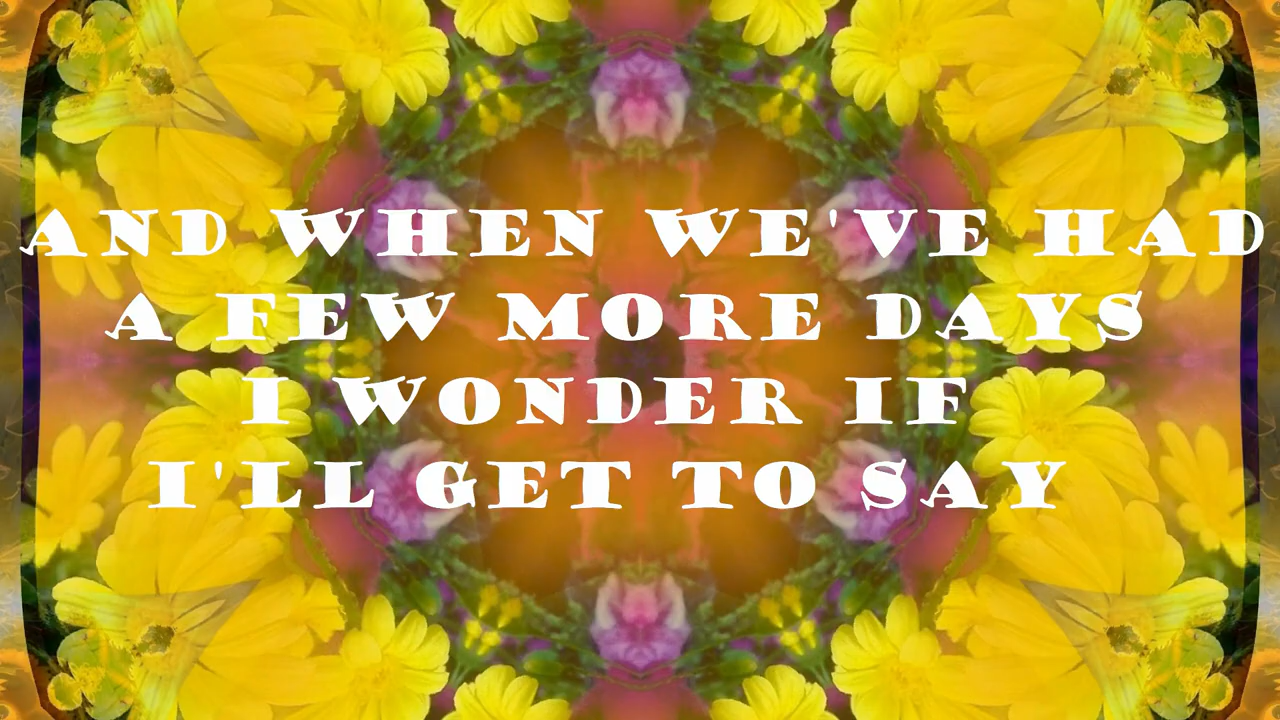 AND WHEN WE'VE HAD
A FEW MORE DAYS
I WONDER IF
I'LL GET TO SAY